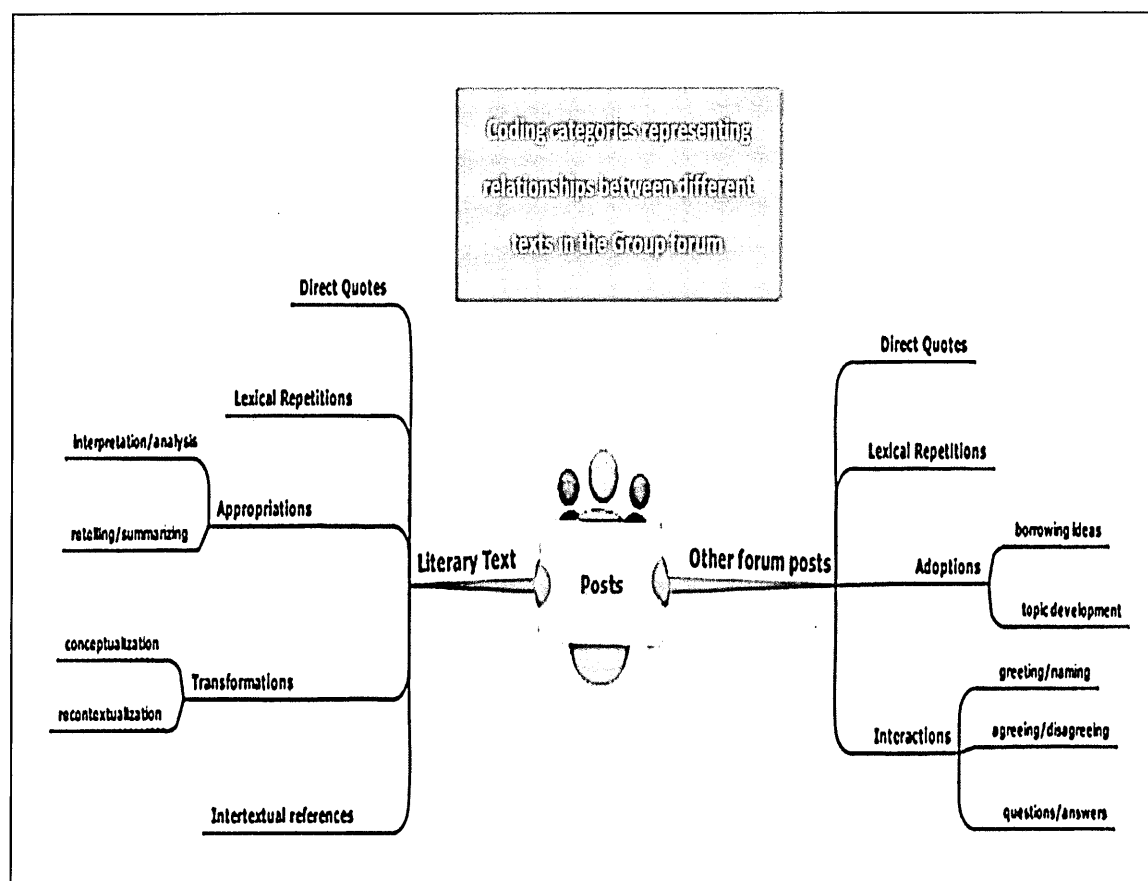 Coding categories representing
relationships between different
texts in the Group forum
Direct Quotes
Lexical Repetitions
interpretation/analysis
Appropriations
retelling/summarizing
Literary Text
conceptualization
Transformations
recontextualization
Intertextual references
Posts
Other forum posts
Direct Quotes
Lexical Repetitions
borrowing ideas
Adoptions
topic development
greeting/naming
Interactions
agreeing/disagreeing
questions/answers